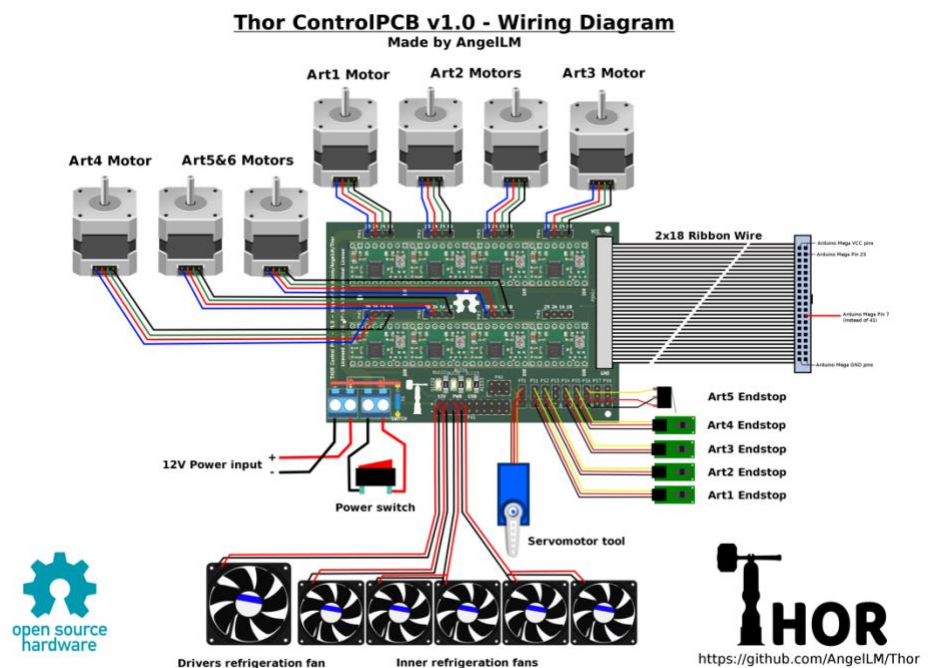 Thor ControlPCB v1.0 - Wiring Diagram
Made by AngelLM
Art1 Motor
Art2 Motors
Art3 Motor
Art4 Motor
Art5&6 Motors
VCC
2x18 Ribbon Wire
Arduino Mega VCC pins
Arduino Mega Pin 23
Arduino Mega Pin 7
(instead of 41)
Arduino Mega GND pins
GND
Art5 Endstop
Art4 Endstop
Art3 Endstop
Art2 Endstop
Art1 Endstop
12V Power input
+
-
Power switch
Servomotor tool
open source
hardware
Drivers refrigeration fan
Inner refrigeration fans
THOR
https://github.com/AngelLM/Thor